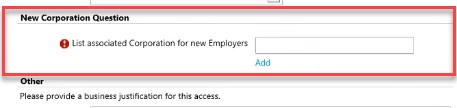 New Corporation Question
List associated Corporation for new Employers
Add
Other
Please provide a business justification for this access.